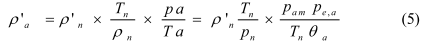 ρ'ₐ = ρ'ₙ × Tₙ/ρₙ × pa/Ta = ρ'ₙ Tₙ/pₙ × pₐₘ pₑ,ₐ/Tₙ θₐ (5)